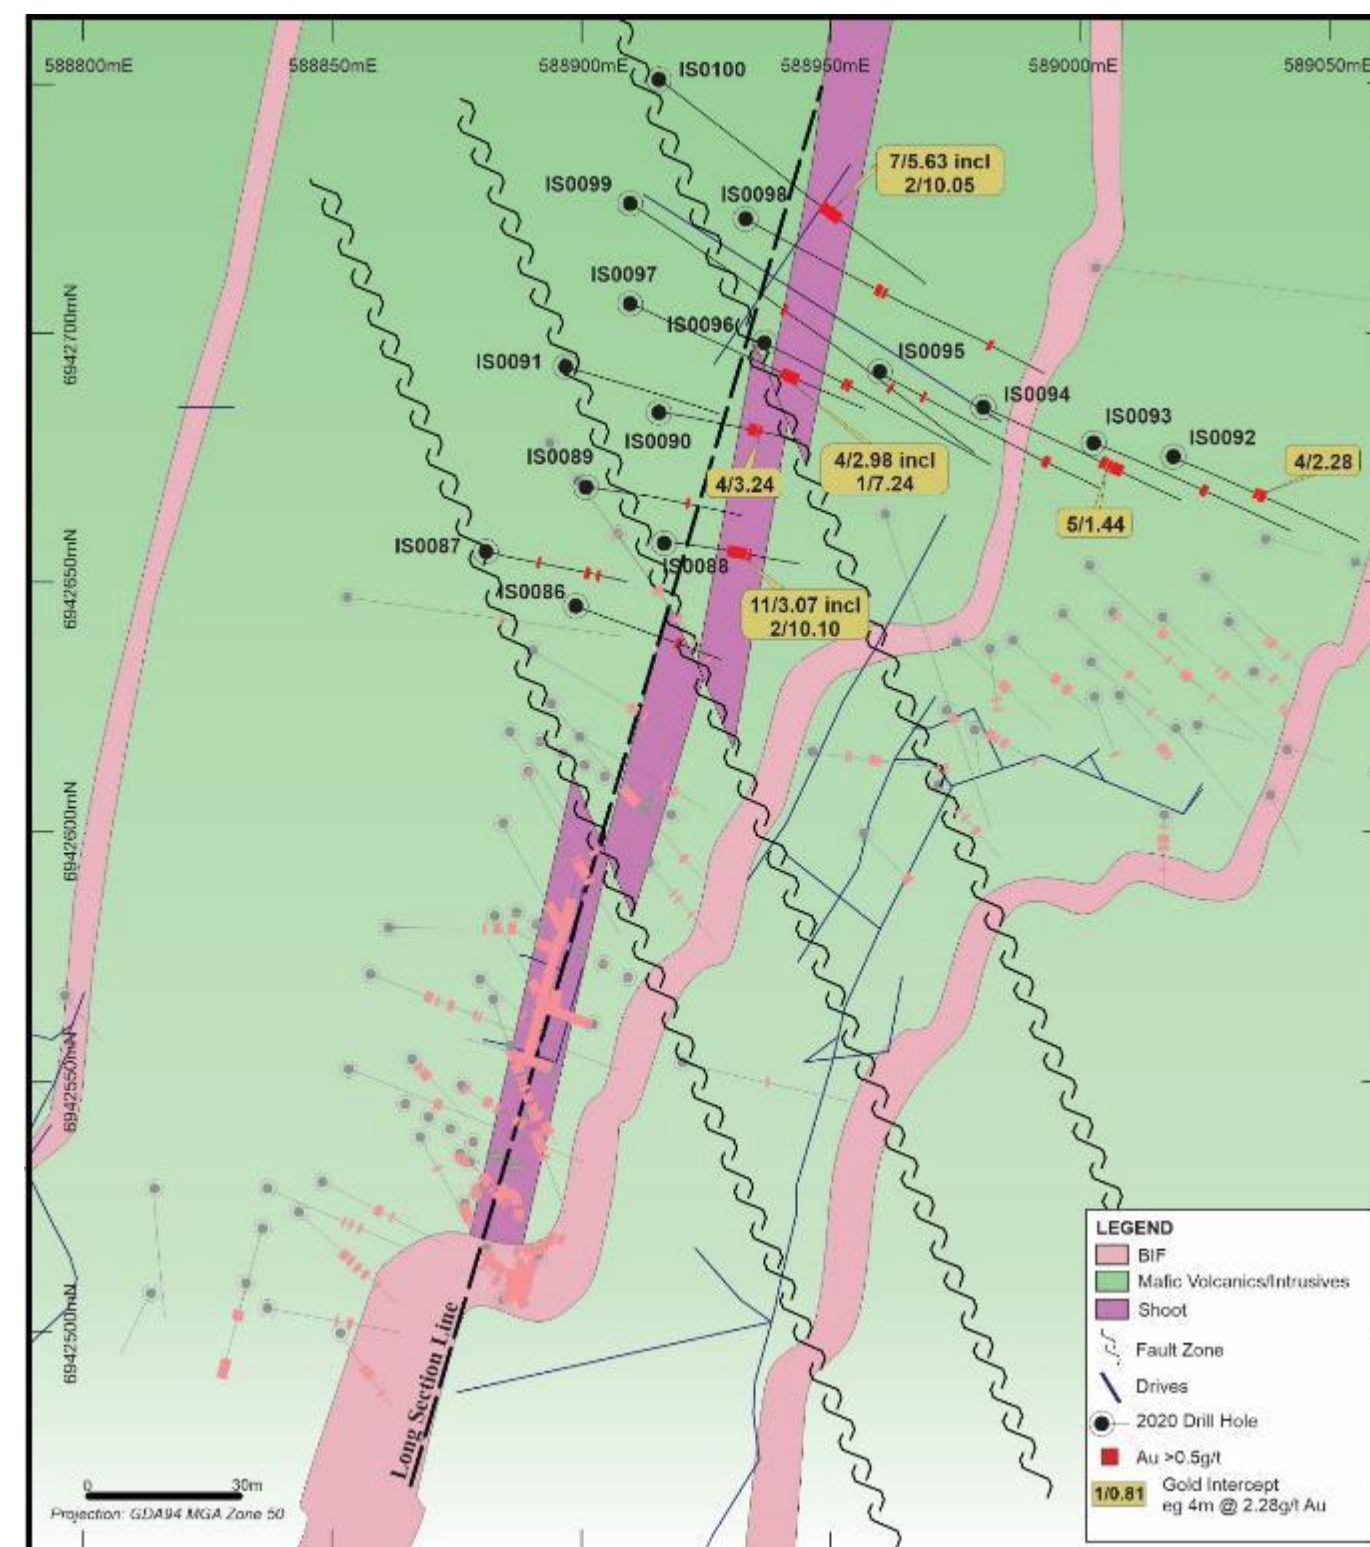 588800mE
588850mE
588900mE
588950mE
589000mE
589050mE
IS0100
7/5.63 incl
2/10.05
IS0099
IS0098
IS0097
6942700mN
IS0096
IS0095
IS0091
IS0094
IS0090
IS0093
IS0092
IS0089
4/2.98 incl
1/7.24
4/2.28
4/3.24
5/1.44
IS0087
IS0088
6942650mN
IS0086
11/3.07 incl
2/10.10
6942600mN
6942550mN
6942500mN
Long Section Line
LEGEND
BIF
Mafic Volcanics/Intrusives
Shoot
Fault Zone
Drives
2020 Drill Hole
Au >0.5g/t
1/0.81
Gold Intercept
eg 4m @ 2.28g/t Au
0
30m
Projection: GDA94 MGA Zone 50